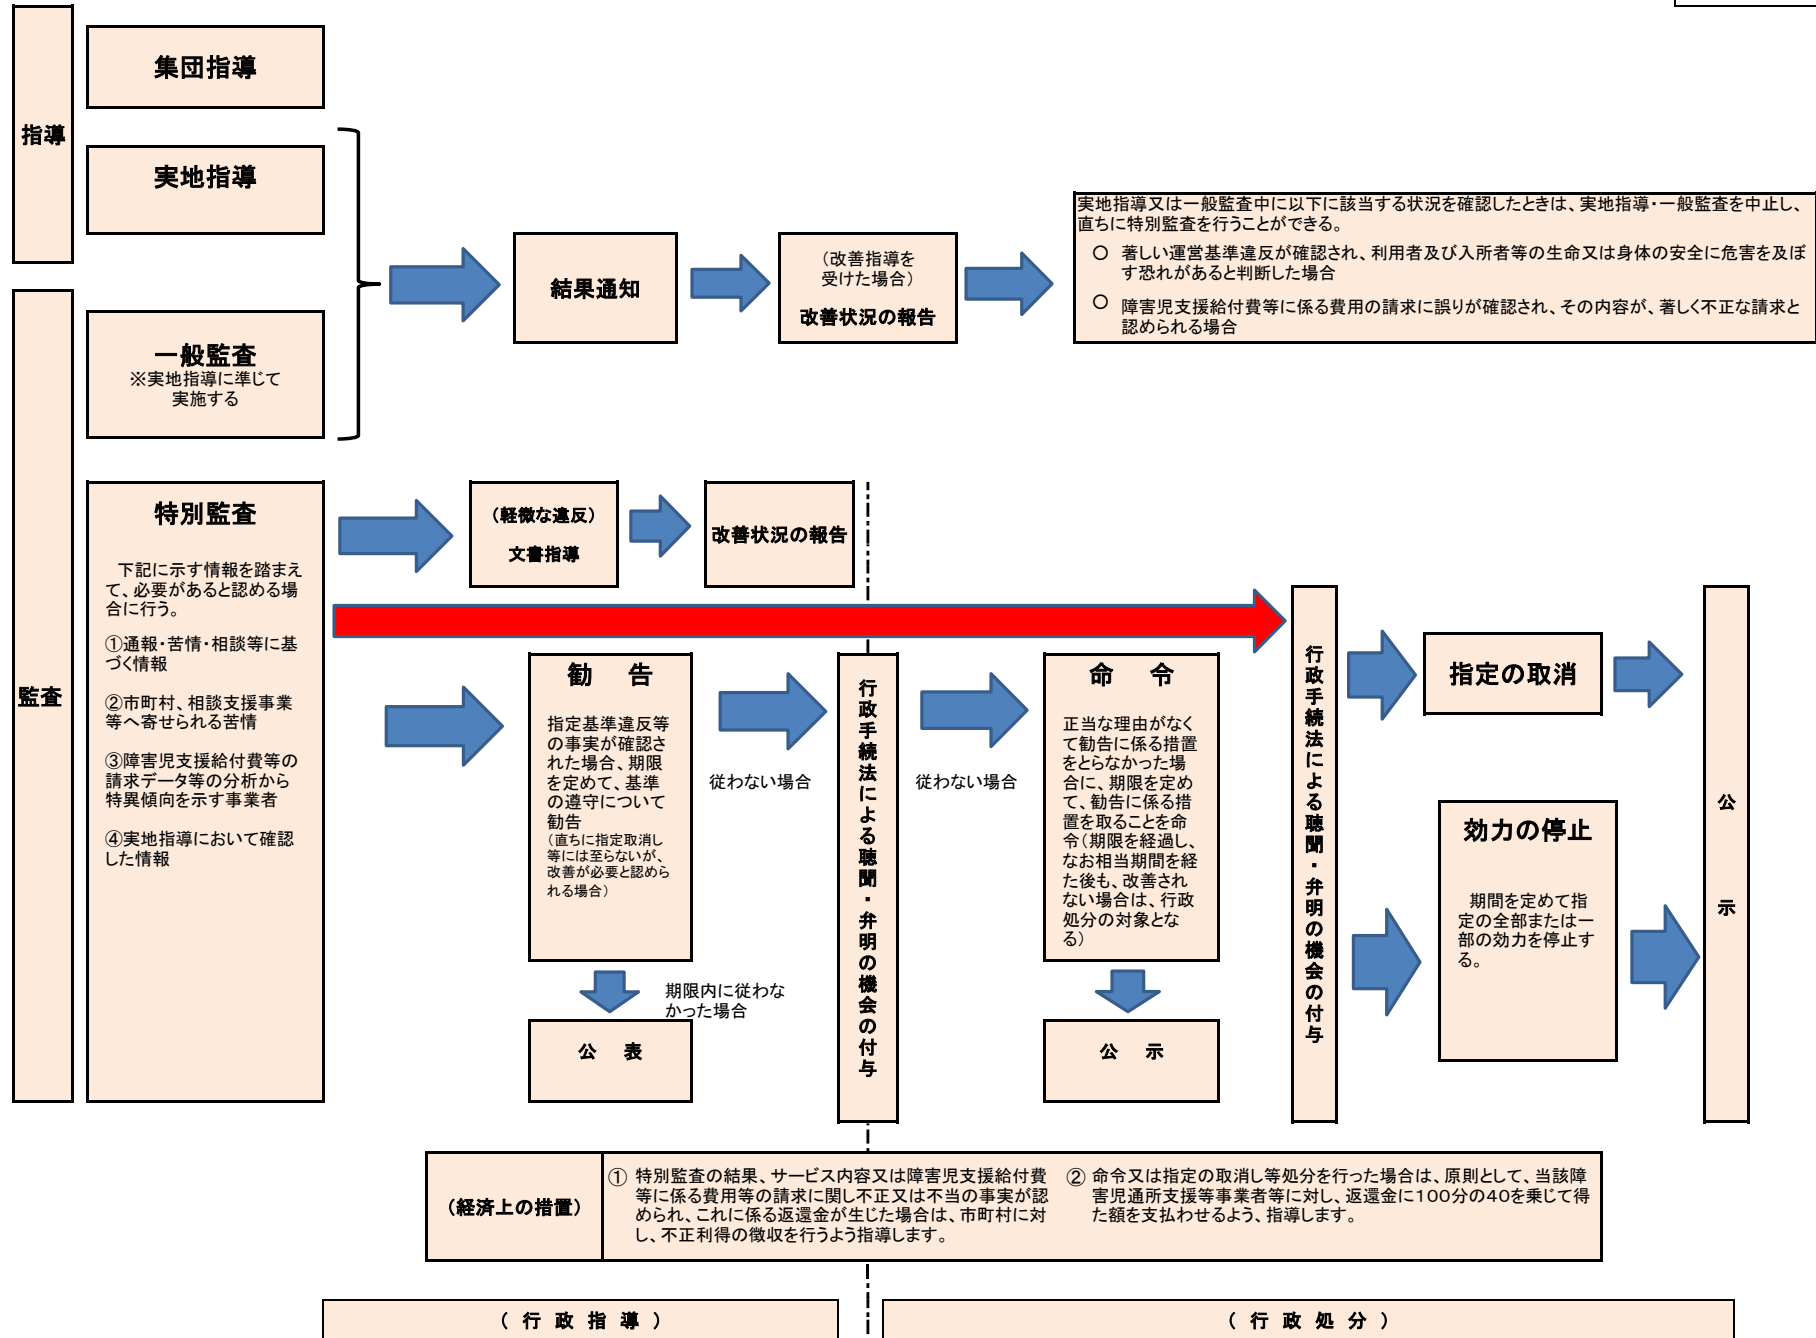 指導
集団指導
実地指導
監査
一般監査
※実地指導に準じて
実施する
結果通知
（改善指導を
受けた場合）
改善状況の報告
実地指導又は一般監査中に以下に該当する状況を確認したときは、実地指導・一般監査を中止し、
直ちに特別監査を行うことができる。
○ 著しい運営基準違反が確認され、利用者及び入所者等の生命又は身体の安全に危害を及ぼ
す恐れがあると判断した場合
○ 障害児支援給付費等に係る費用の請求に誤りが確認され、その内容が、著しく不正な請求と
認められる場合
特別監査
下記に示す情報を踏まえ
て、必要があると認める場
合に行う。
①通報・苦情・相談等に基
づく情報
②市町村、相談支援事業
等へ寄せられる苦情
③障害児支援給付費等の
請求データ等の分析から
特異傾向を示す事業者
④実地指導において確認
した情報
（軽微な違反）
文書指導
改善状況の報告
勧　告
指定基準違反等
の事実が確認さ
れた場合、期限
を定めて、基準
の遵守について
勧告
（直ちに指定取消し
等には至らないが、
改善が必要と認めら
れる場合）
従わない場合
期限内に従わな
かった場合
公　表
行政手続法による聴聞・弁明の機会の付与
従わない場合
命　令
正当な理由がなく
て勧告に係る措置
をとらなかった場
合に、期限を定め
て、勧告に係る措
置を取ることを命
令（期限を経過し、
なお相当期間を経
た後も、改善され
ない場合は、行政
処分の対象とな
る）
公　示
行政手続法による聴聞・弁明の機会の付与
指定の取消
効力の停止
期間を定めて指
定の全部または一
部の効力を停止す
る。
公　示
（経済上の措置）
① 特別監査の結果、サービス内容又は障害児支援給付費
等に係る費用等の請求に関し不正又は不当の事実が認
められ、これに係る返還金が生じた場合は、市町村に対
し、不正利得の徴収を行うよう指導します。
② 命令又は指定の取消し等処分を行った場合は、原則として、当該障
害児通所支援等事業者等に対し、返還金に１００分の４０を乗じて得
た額を支払わせるよう、指導します。
（ 行 政 指 導 ）
（ 行 政 処 分 ）